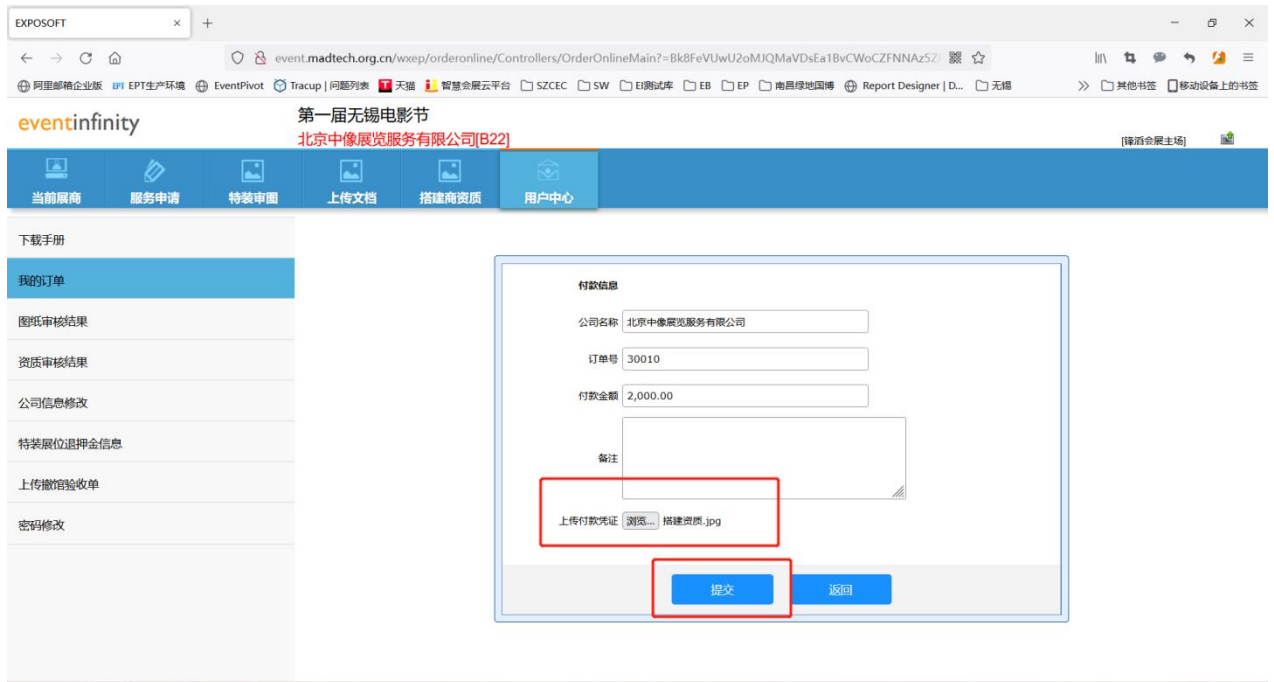 EXPOSOFT × +
event.madtech.org.cn/wxep/orderonline/Controllers/OrderOnlineMain?=Bk8FeVUwU2oMJQMaVDsEa1BvCWoCZFNNAz5Z
阿里邮箱企业版 EPT EPT生产环境 EventPivot Tracup | 问题列表 天猫 智慧会展云平台 SZCEC SW EI测试库 EB EP 南昌绿地国博 Report Designer | D... 无锡 其他书签 移动设备上的书签
eventinfinity
第一届无锡电影节
北京中像展览服务有限公司[B22]
[锋滔会展主场]
当前展商 服务申请 特装审图 上传文档 搭建商资质 用户中心
下载手册
我的订单
图纸审核结果
资质审核结果
公司信息修改
特装展位退押金信息
上传撤馆验收单
密码修改
付款信息
公司名称 北京中像展览服务有限公司
订单号 30010
付款金额 2,000.00
备注
上传付款凭证 浏览... 搭建资质.jpg
提交 返回